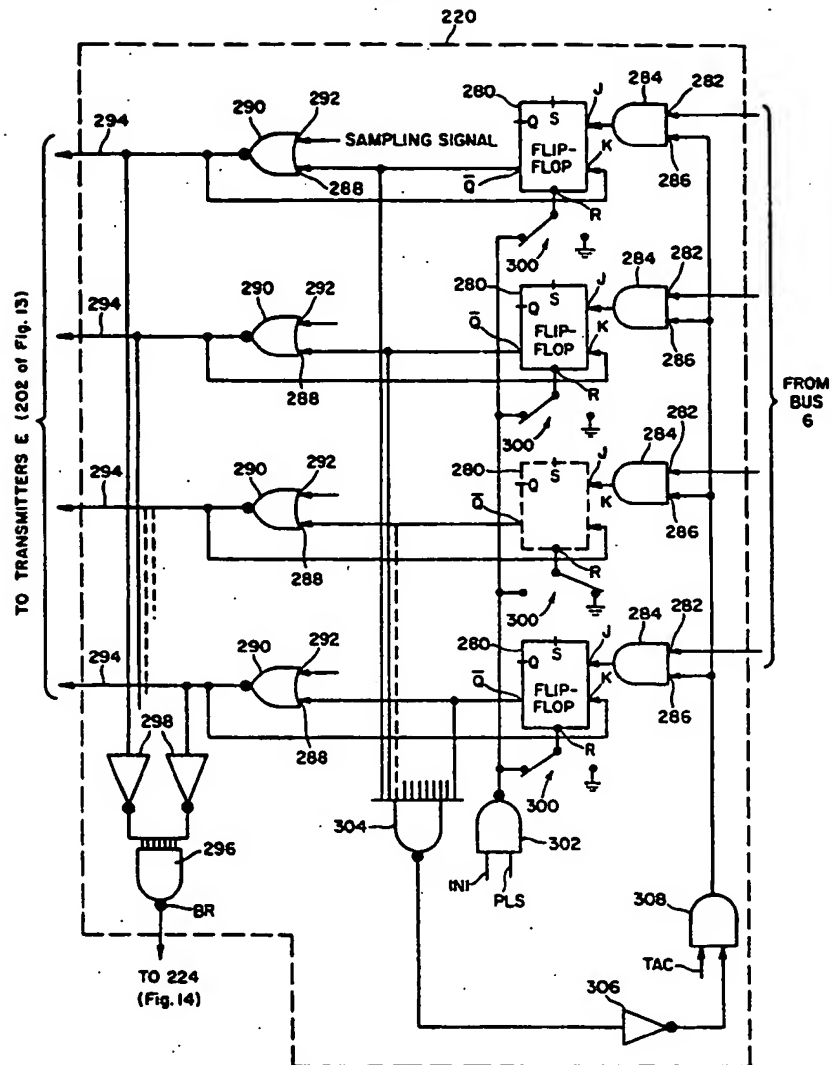 220
294
290
292
SAMPLING SIGNAL
288
280
S
Q
FLIP-FLOP
Q̅
J
K
R
300
284
282
286
294
290
292
288
280
S
Q
FLIP-FLOP
Q̅
J
K
R
300
284
282
286
294
290
292
288
280
S
Q
Q̅
J
K
R
300
284
282
286
294
290
292
288
280
S
Q
FLIP-FLOP
Q̅
J
K
R
300
284
282
286
TO TRANSMITTERS E (202 of Fig. 13)
FROM
BUS
6
298
296
BR
TO 224
(Fig. 14)
304
302
INI
PLS
308
TAC
306